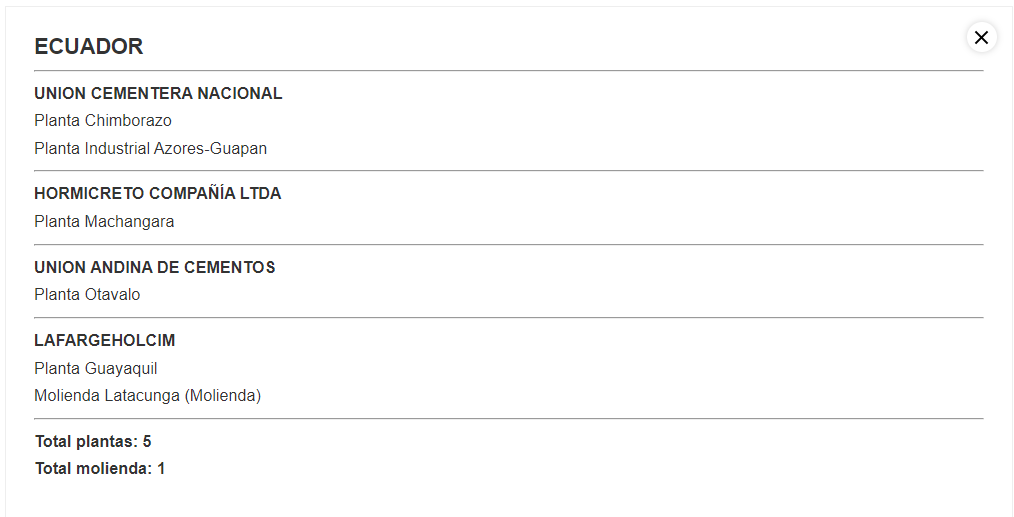 ECUADOR
UNION CEMENTERA NACIONAL
Planta Chimborazo
Planta Industrial Azores-Guapan
HORMICRETO COMPAÑÍA LTDA
Planta Machangara
UNION ANDINA DE CEMENTOS
Planta Otavalo
LAFARGEHOLCIM
Planta Guayaquil
Molienda Latacunga (Molienda)
Total plantas: 5
Total molienda: 1